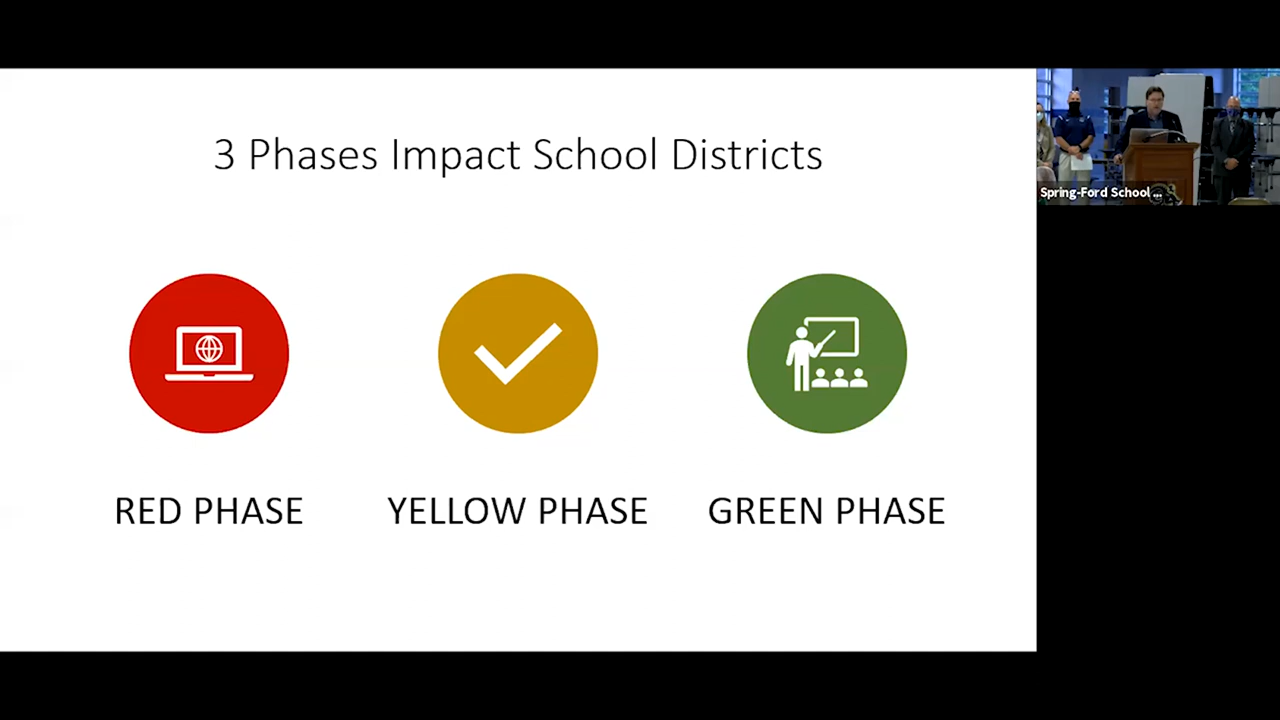 3 Phases Impact School Districts
Spring-Ford School ...
RED PHASE
YELLOW PHASE
GREEN PHASE